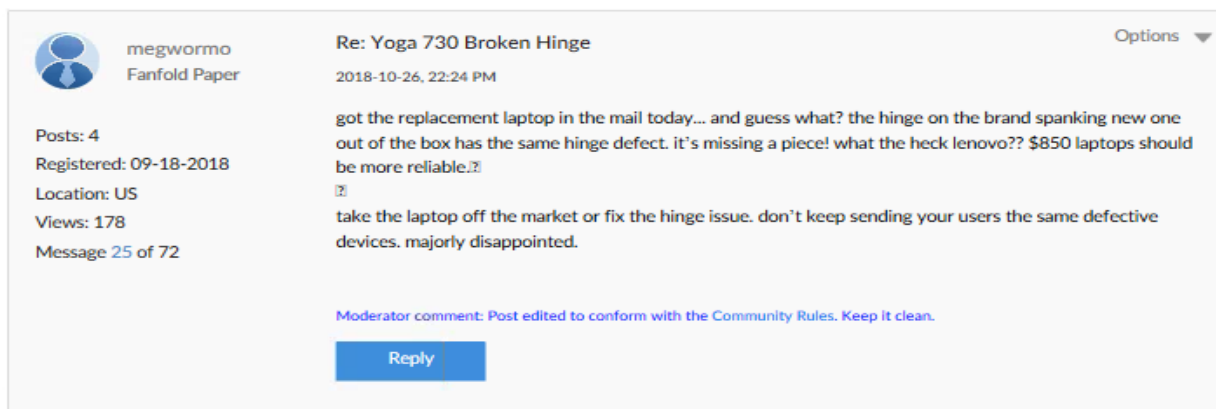 megwormo
Fanfold Paper
Posts: 4
Registered: 09-18-2018
Location: US
Views: 178
Message 25 of 72
Re: Yoga 730 Broken Hinge
2018-10-26, 22:24 PM
Options
got the replacement laptop in the mail today... and guess what? the hinge on the brand spanking new one
out of the box has the same hinge defect. it's missing a piece! what the heck lenovo?? $850 laptops should
be more reliable.⍰
⍰
take the laptop off the market or fix the hinge issue. don't keep sending your users the same defective
devices. majorly disappointed.
Moderator comment: Post edited to conform with the Community Rules. Keep it clean.
Reply